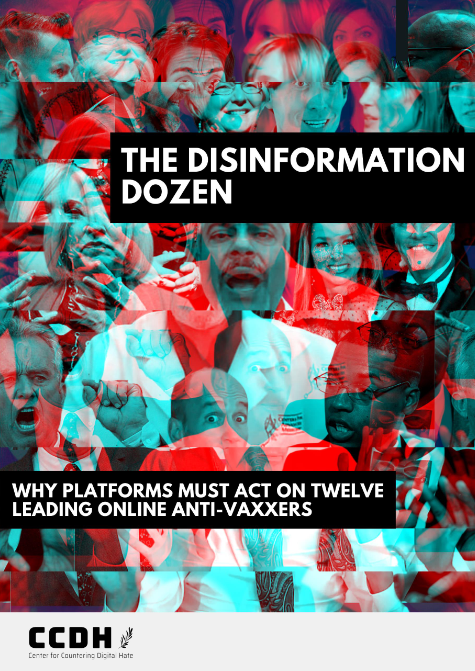 THE DISINFORMATION
DOZEN
WHY PLATFORMS MUST ACT ON TWELVE
LEADING ONLINE ANTI-VAXXERS
CCDH
Center for Countering Digital Hate